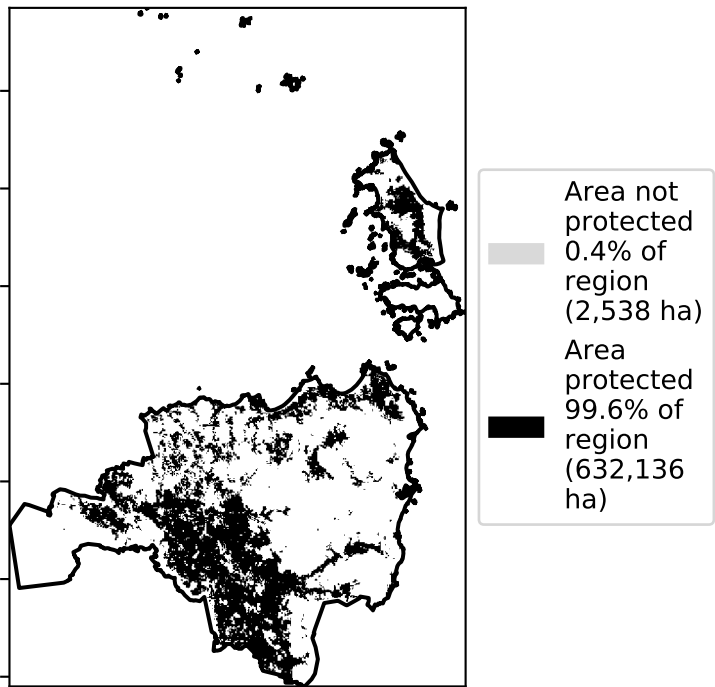 Area not
protected
0.4% of
region
(2,538 ha)
Area
protected
99.6% of
region
(632,136
ha)